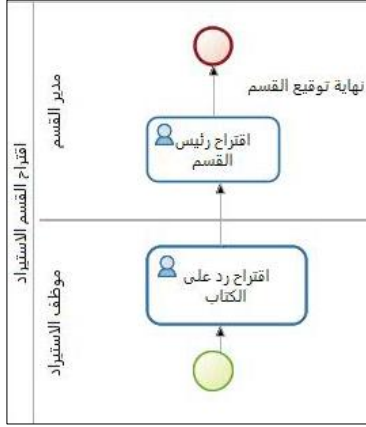 اقتراح القسم الاستيراد
مدير القسم
نهاية توقيع القسم
اقتراح رئيس
القسم
موظف الاستيراد
اقتراح رد على
الكتاب